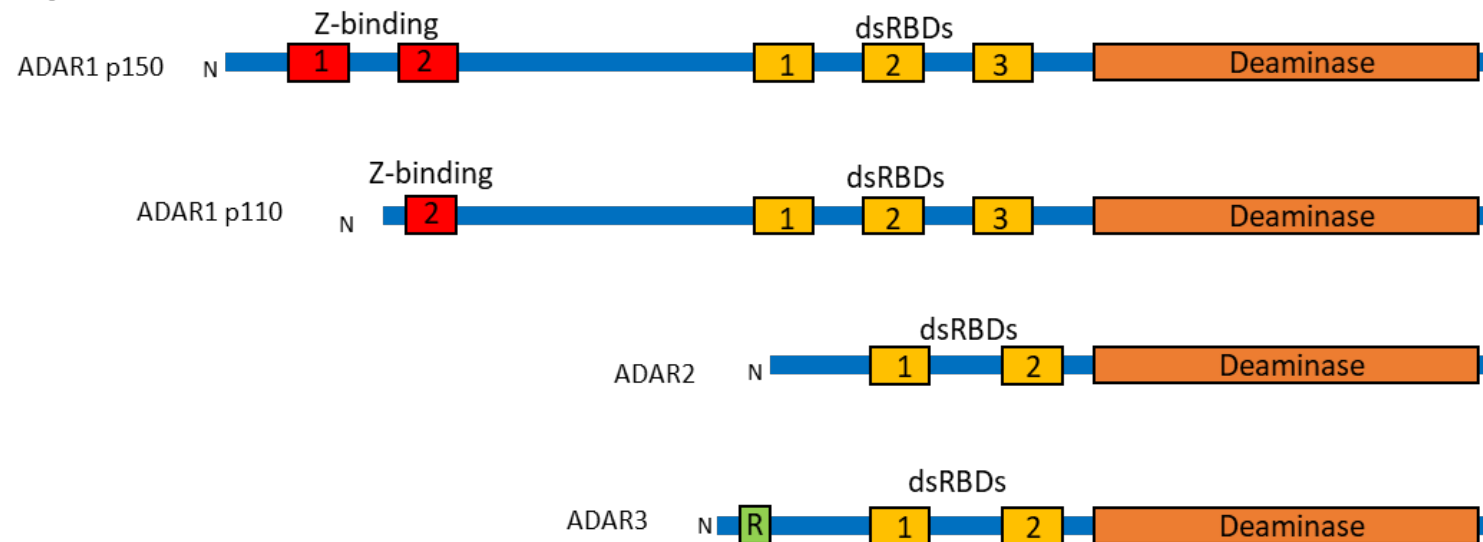 Z-binding dsRBDs
ADAR1 p150 N 1 2 1 2 3 Deaminase
Z-binding dsRBDs
ADAR1 p110 N 2 1 2 3 Deaminase
dsRBDs
ADAR2 N 1 2 Deaminase
dsRBDs
ADAR3 N R 1 2 Deaminase